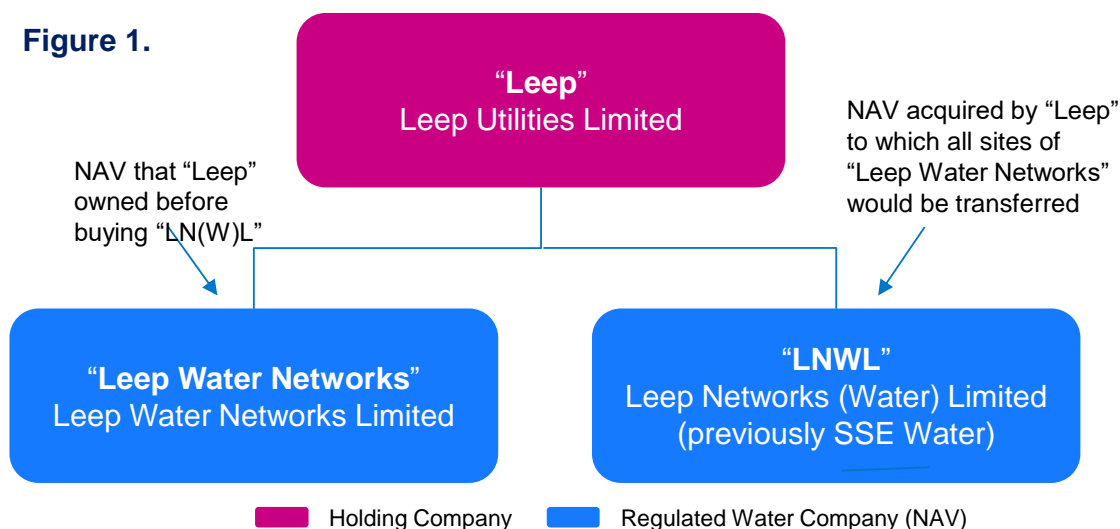 Figure 1.
“Leep”
Leep Utilities Limited
NAV that “Leep”
owned before
buying “LN(W)L”
NAV acquired by “Leep”
to which all sites of
“Leep Water Networks”
would be transferred
“Leep Water Networks”
Leep Water Networks Limited
“LNWL”
Leep Networks (Water) Limited
(previously SSE Water)
Holding Company
Regulated Water Company (NAV)